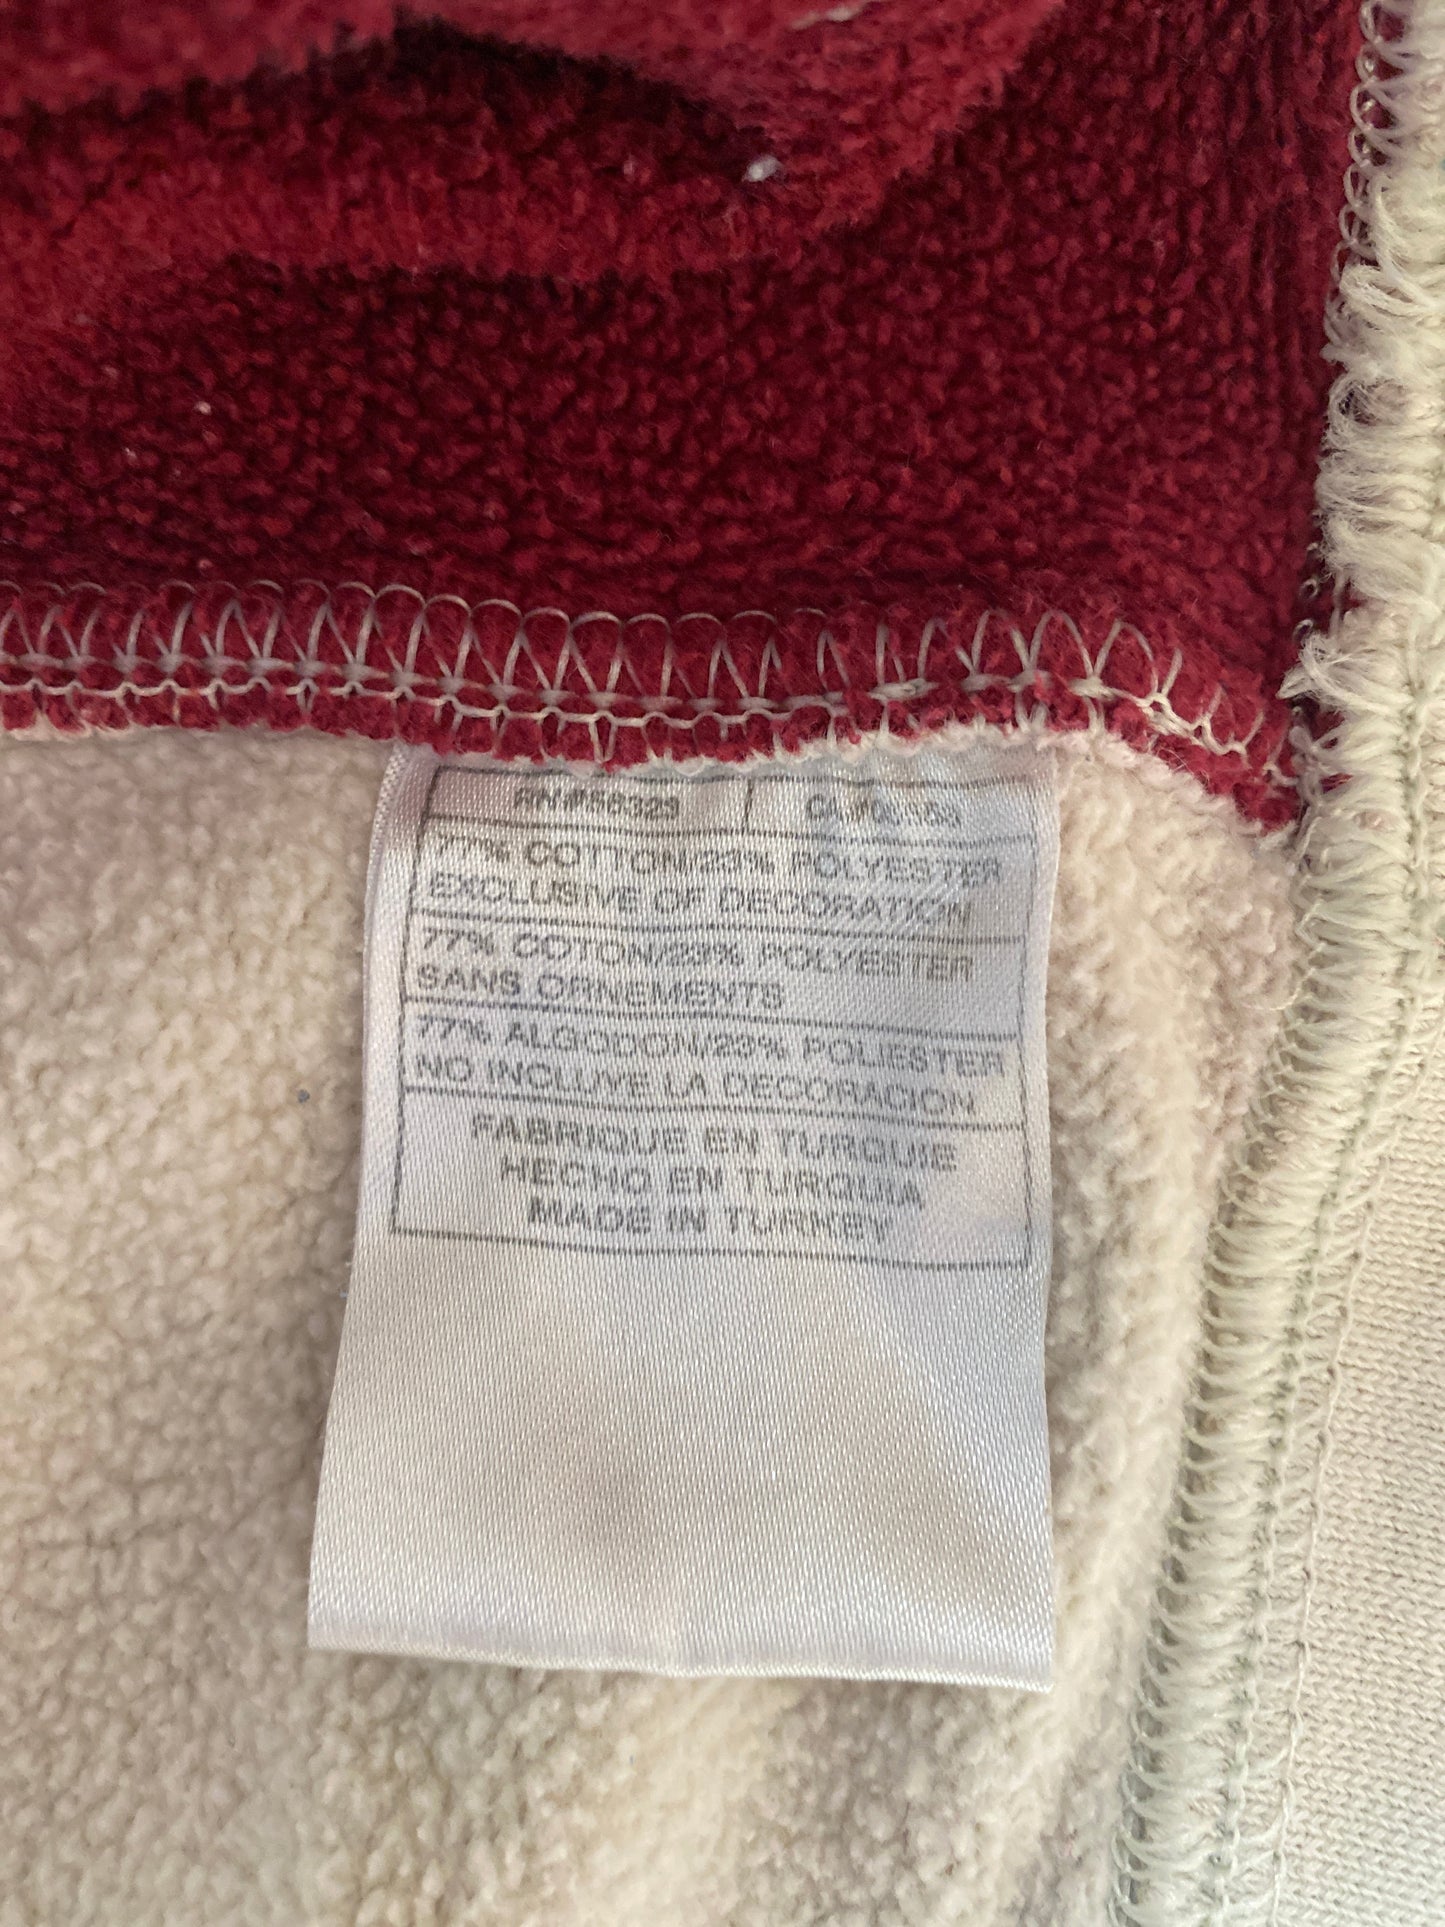 RN #56323
77% COTTON/23% POLYESTER
EXCLUSIVE OF DECORATION
77% COTON/23% POLYESTER
SANS ORNEMENTS
77% ALGODON/23% POLIESTER
NO INCLUYE LA DECORACION
FABRIQUE EN TURQUIE
HECHO EN TURQUIA
MADE IN TURKEY